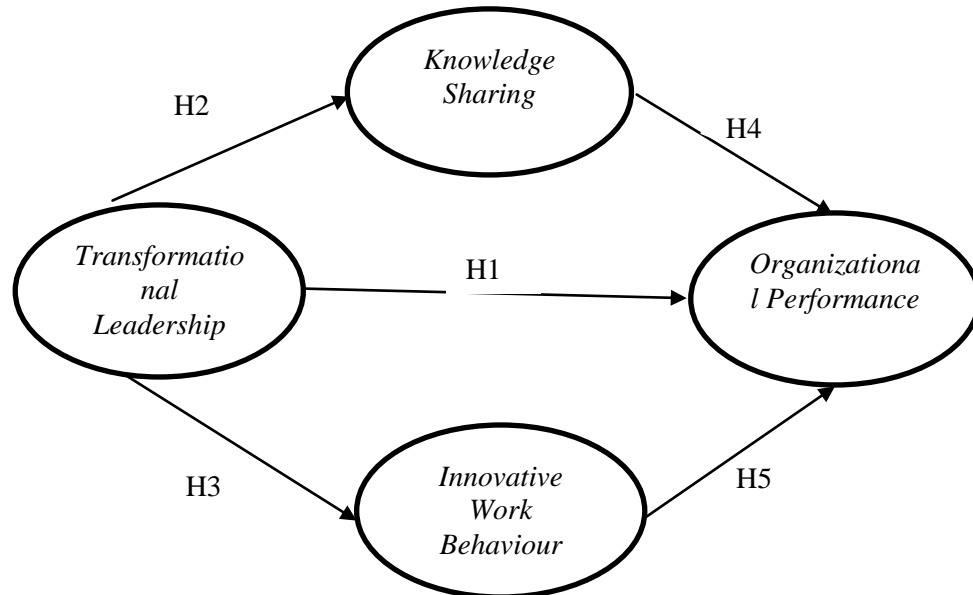 Knowledge
Sharing
H2
H4
Transformatio
nal
Leadership
H1
Organizationa
l Performance
H3
Innovative
Work
Behaviour
H5